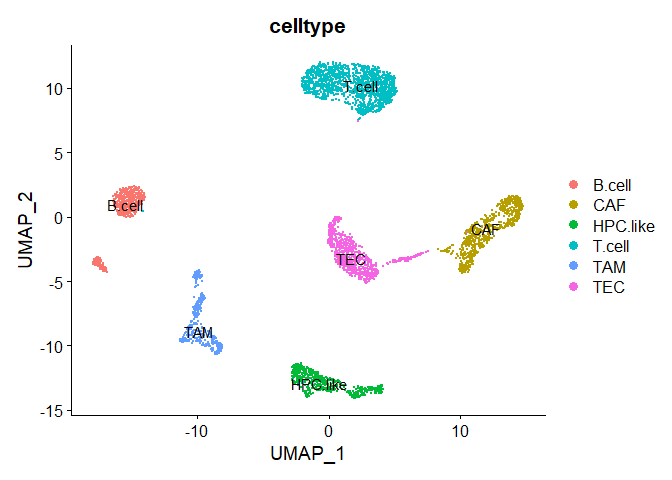 celltype
10
5
0
-5
-10
-15
UMAP_2
T.cell
B.cell
CAF
TEC
TAM
HPC.like
-10
0
10
UMAP_1
B.cell
CAF
HPC.like
T.cell
TAM
TEC